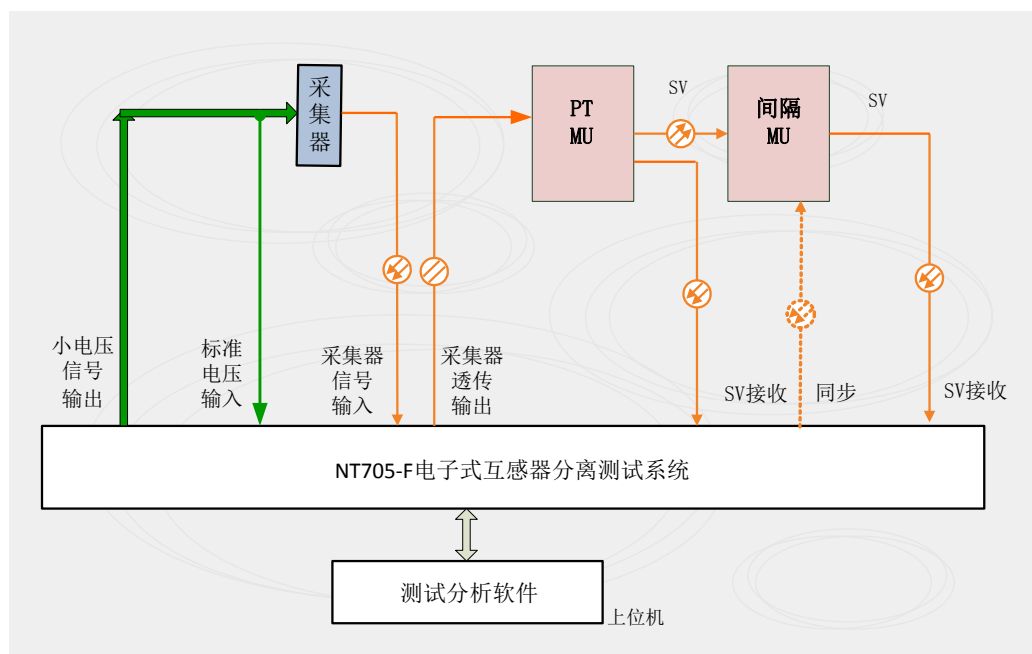 采
集
器
PT
MU
SV
间隔
MU
SV
小电压
信号
输出
标准
电压
输入
采集器
信号
输入
采集器
透传
输出
SV接收
同步
SV接收
NT705-F电子式互感器分离测试系统
测试分析软件
上位机